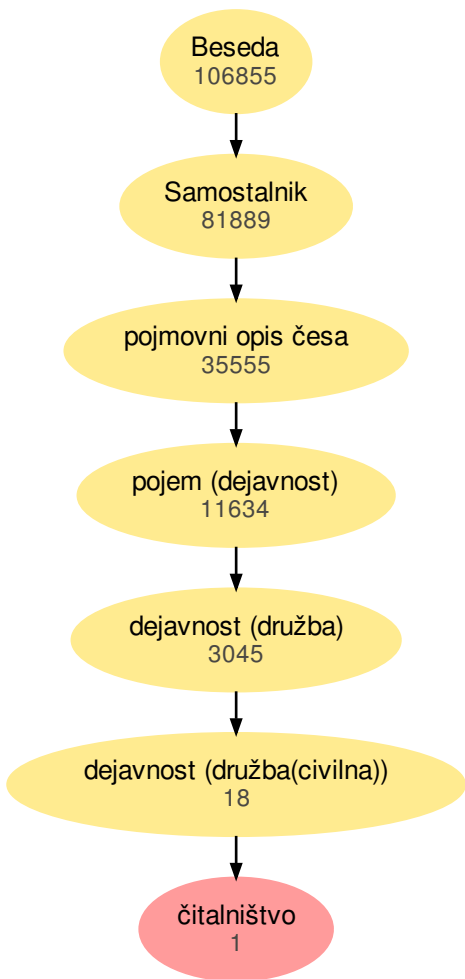 Beseda
106855
Samostalnik
81889
pojmovni opis česa
35555
pojem (dejavnost)
11634
dejavnost (družba)
3045
dejavnost (družba(civilna))
18
čitalništvo
1